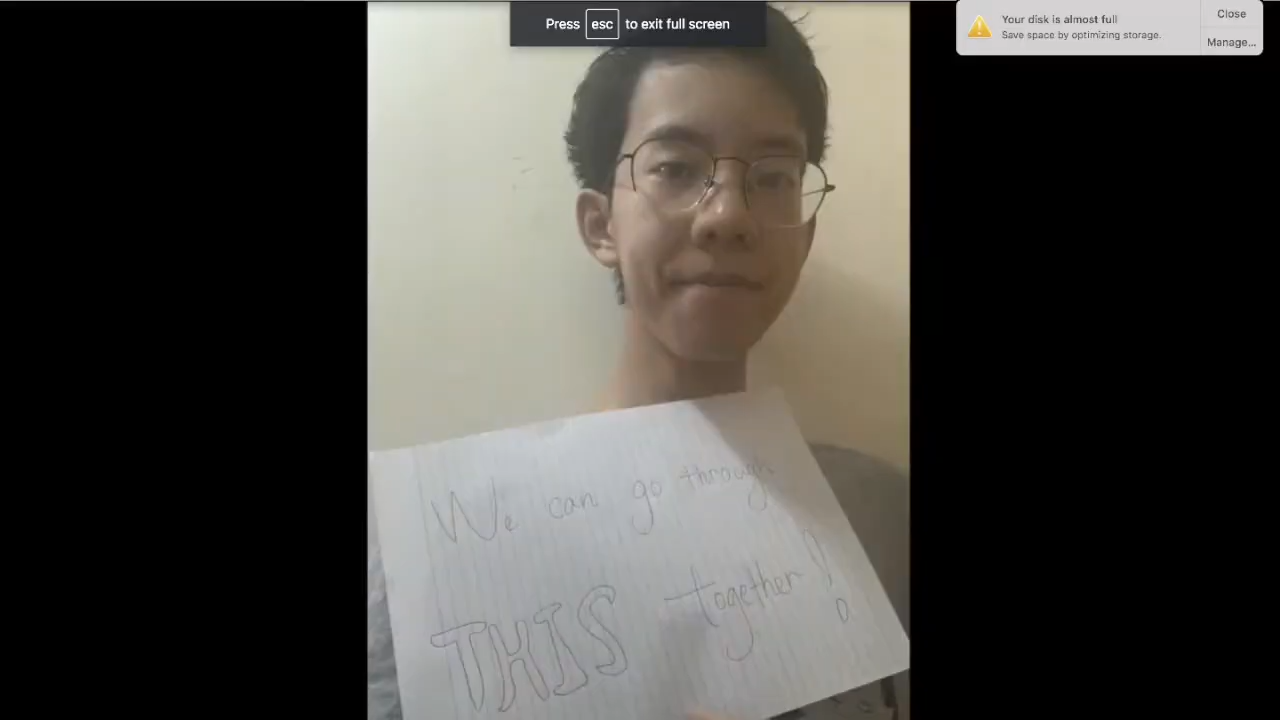 Press esc to exit full screen
Your disk is almost full
Save space by optimizing storage.
Close
Manage...
We can go through
THIS together!